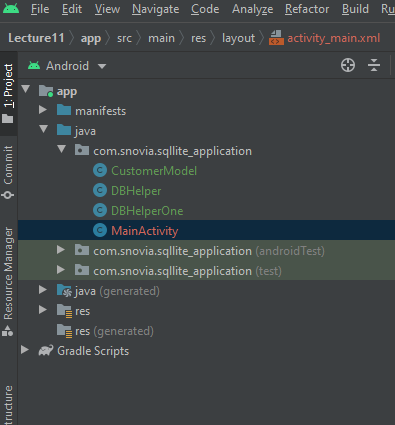 File Edit View Navigate Code Analyze Refactor Build Ru
Lecture11 app src main res layout activity_main.xml
1: Project
Android
app
manifests
java
com.snovia.sqllite_application
CustomerModel
DBHelper
DBHelperOne
MainActivity
com.snovia.sqllite_application (androidTest)
com.snovia.sqllite_application (test)
java (generated)
res
res (generated)
Gradle Scripts
Commit
Resource Manager
tructure